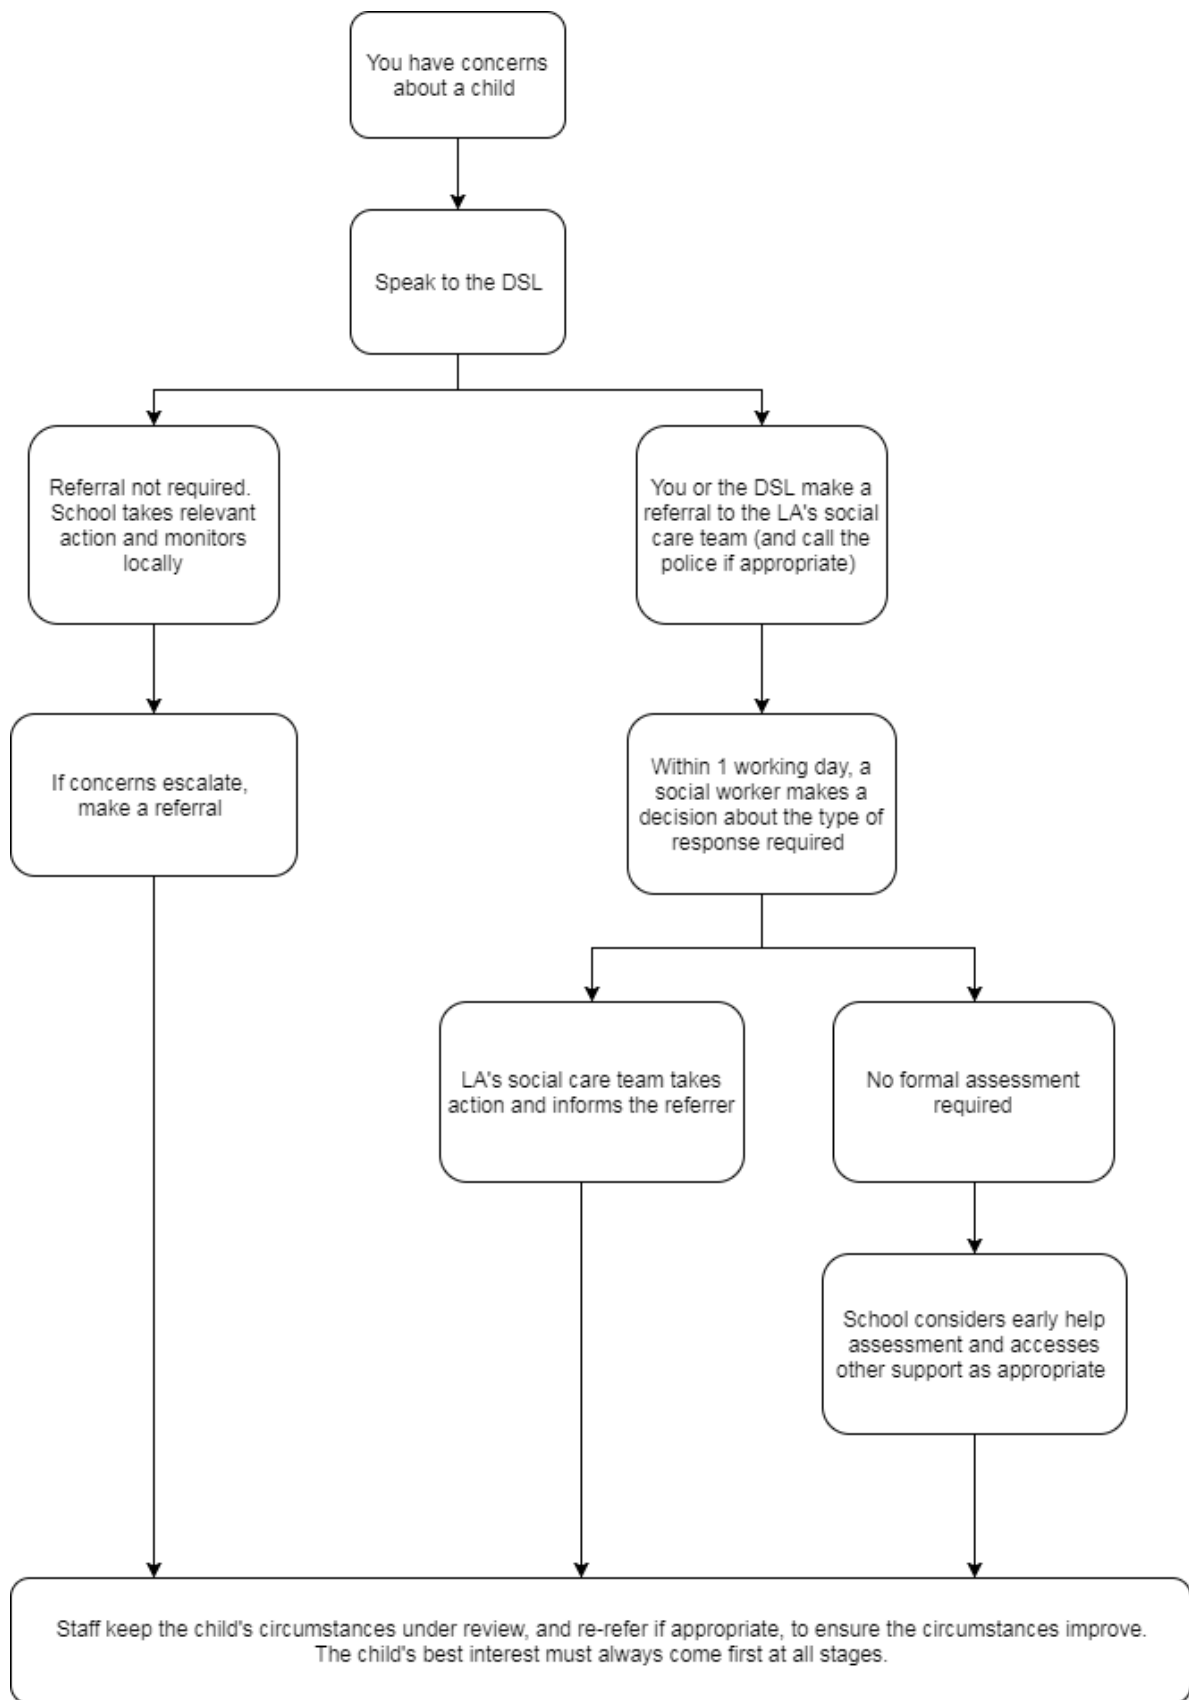 You have concerns
about a child
Speak to the DSL
Referral not required.
School takes relevant
action and monitors
locally
You or the DSL make a
referral to the LA's social
care team (and call the
police if appropriate)
If concerns escalate,
make a referral
Within 1 working day, a
social worker makes a
decision about the type of
response required
LA's social care team takes
action and informs the referrer
No formal assessment
required
School considers early help
assessment and accesses
other support as appropriate
Staff keep the child's circumstances under review, and re-refer if appropriate, to ensure the circumstances improve.
The child's best interest must always come first at all stages.